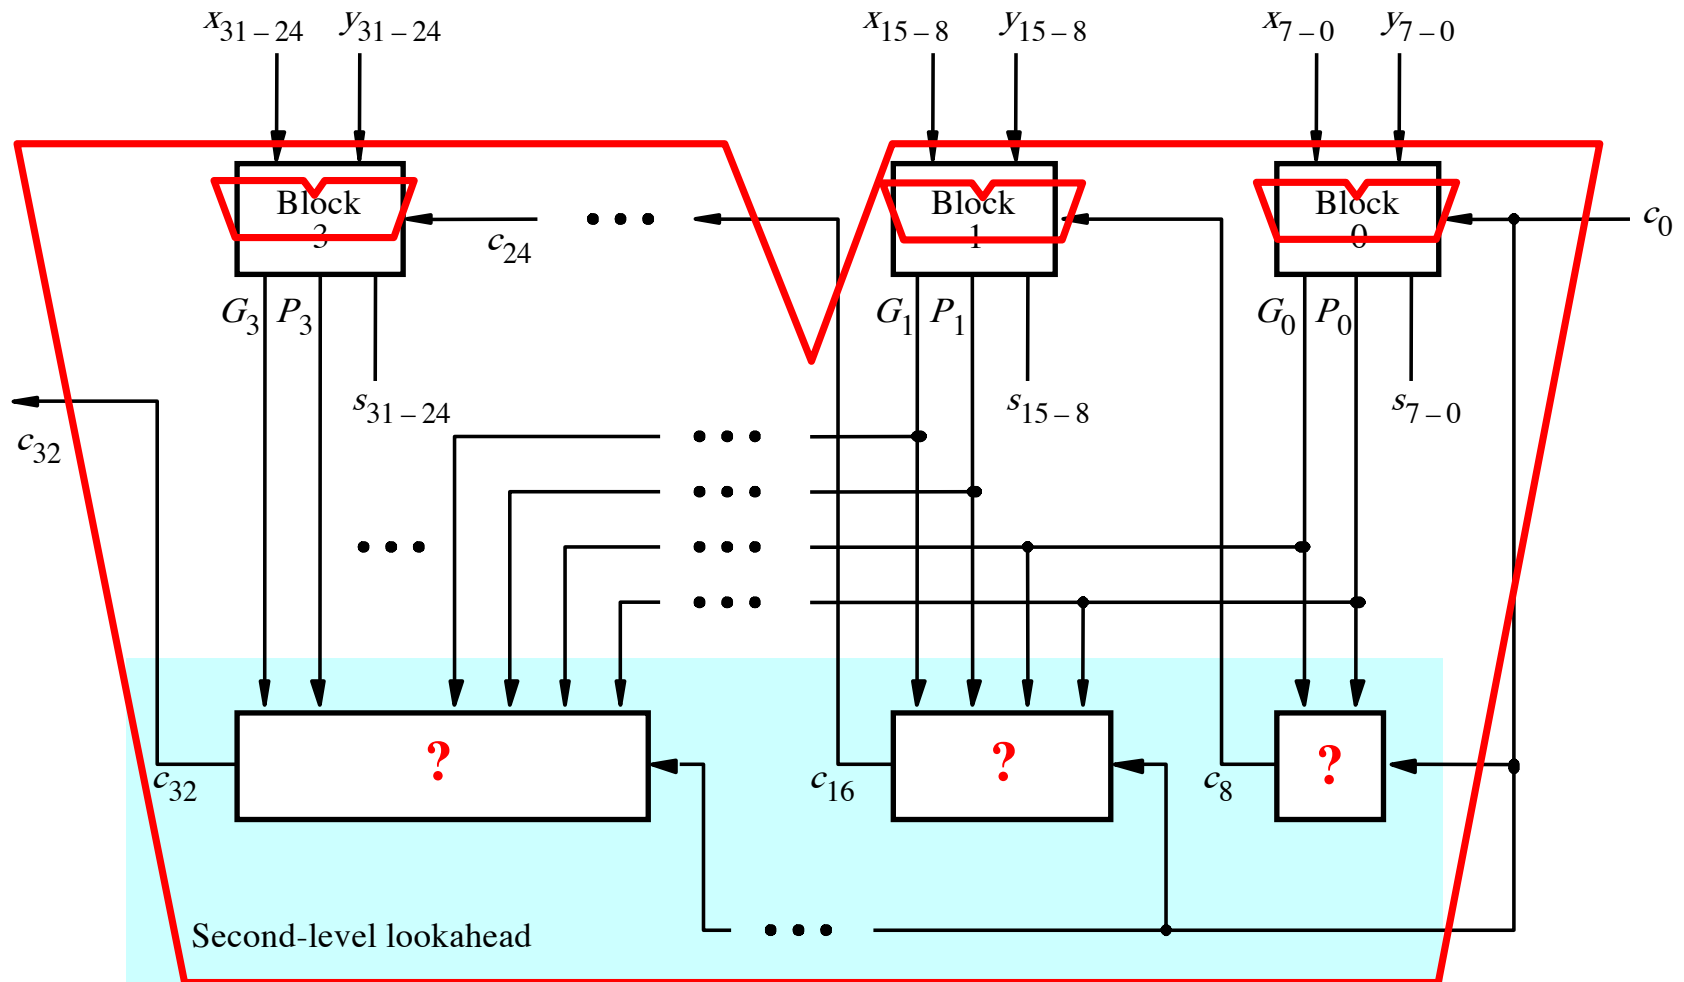 x31 – 24 y31 – 24 x15 – 8 y15 – 8 x7 – 0 y7 – 0
Block Block Block
3 1 0
c24 c0
G3 P3 G1 P1 G0 P0
s31 – 24 s15 – 8 s7 – 0
c32
? ? ?
c32 c16 c8
Second-level lookahead